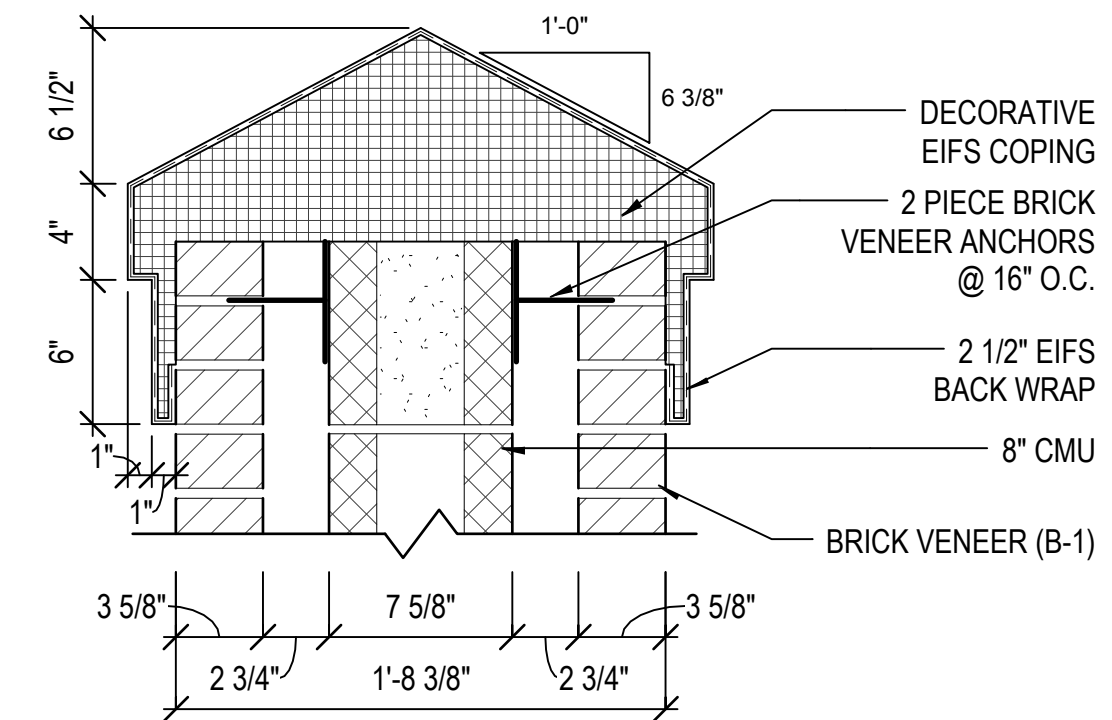 1'-0"
6 3/8"
6 1/2"
4"
6"
1"
1"
DECORATIVE
EIFS COPING
2 PIECE BRICK
VENEER ANCHORS
@ 16" O.C.
2 1/2" EIFS
BACK WRAP
8" CMU
BRICK VENEER (B-1)
3 5/8"
7 5/8"
3 5/8"
2 3/4"
1'-8 3/8"
2 3/4"